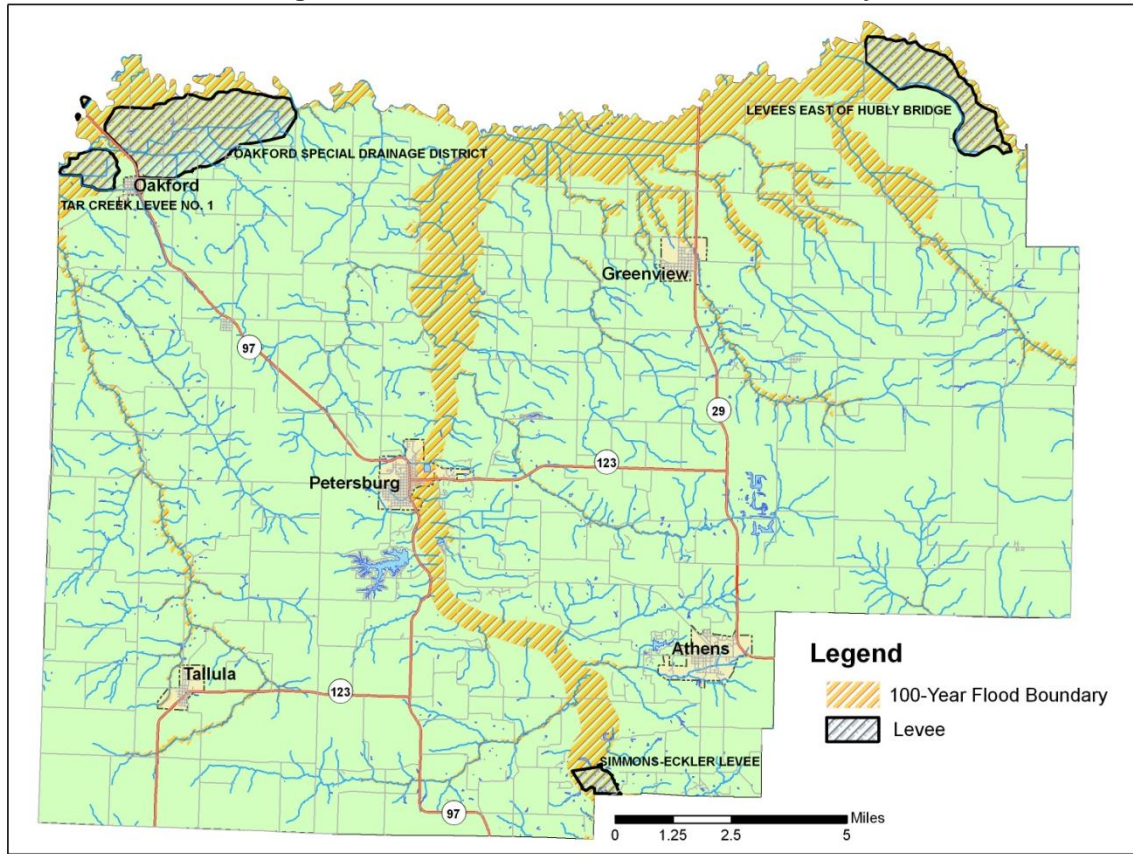 LEVEES EAST OF HUBLY BRIDGE
OAKFORD SPECIAL DRAINAGE DISTRICT
Oakford
TAR CREEK LEVEE NO. 1
Greenview
97
29
123
Petersburg
Athens
Legend
Tallula
100-Year Flood Boundary
123
Levee
SIMMONS-ECKLER LEVEE
97
Miles
0 1.25 2.5 5